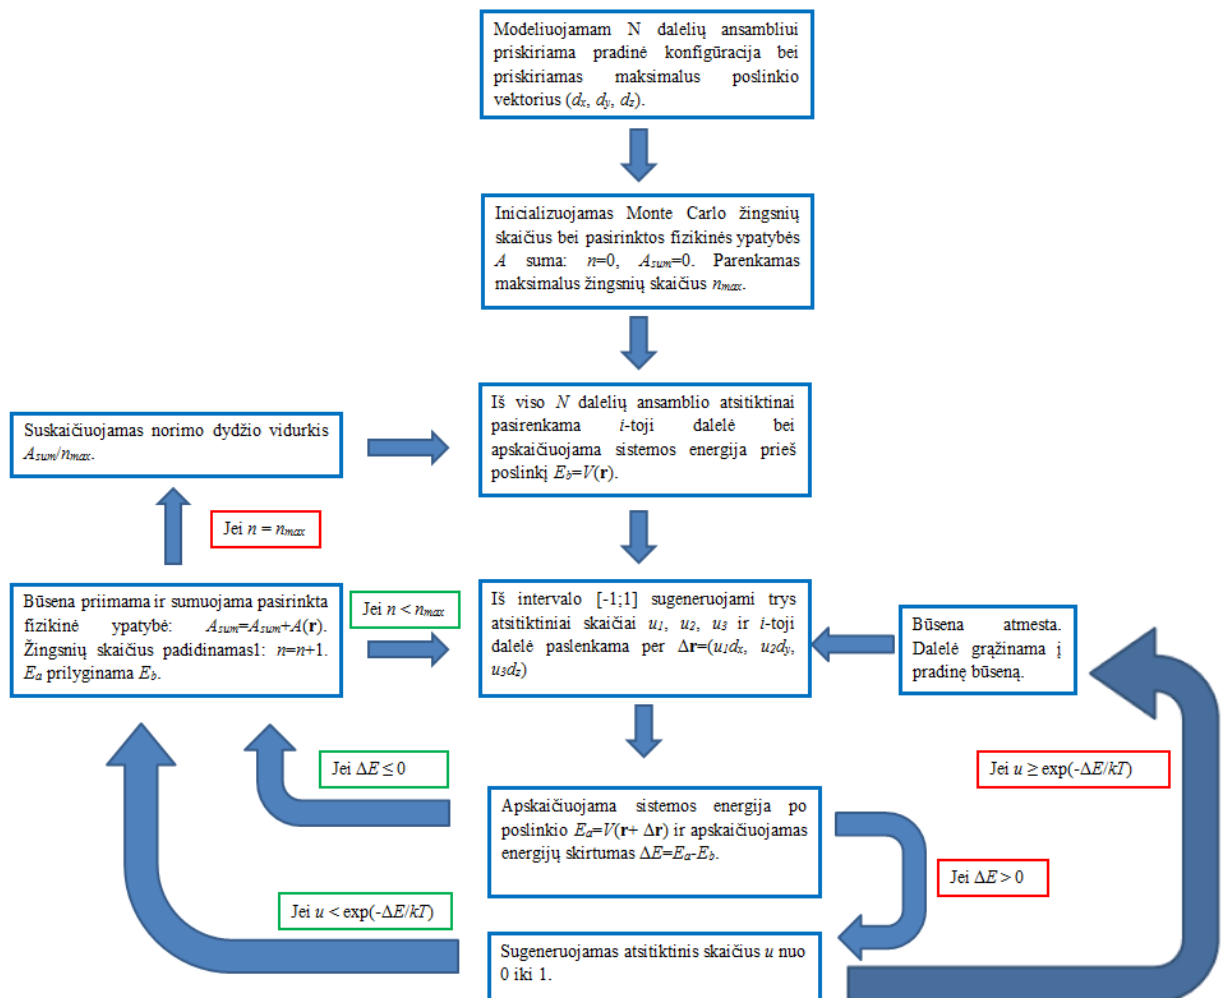 Modeliuojamam N dalelių ansambliui
priskiriama pradinė konfigūracija bei
priskiriamas maksimalus poslinkio
vektorius (dx, dy, dz).
Inicializuojamas Monte Carlo žingsnių
skaičius bei pasirinktos fizikinės ypatybės
A suma: n=0, Asum=0. Parenkamas
maksimalus žingsnių skaičius nmax.
Iš viso N dalelių ansamblio atsitiktinai
pasirenkama i-toji dalelė bei
apskaičiuojama sistemos energija prieš
poslinkį Eb=V(r).
Suskaičiuojamas norimo dydžio vidurkis
Asum/nmax.
Jei n = nmax
Būsena priimama ir sumuojama pasirinkta
fizikinė ypatybė: Asum=Asum+A(r).
Žingsnių skaičius padidinamas1: n=n+1.
Ea prilyginama Eb.
Jei n < nmax
Iš intervalo [-1;1] sugeneruojami trys
atsitiktiniai skaičiai u1, u2, u3 ir i-toji
dalelė paslenkama per Δr=(u1dx, u2dy,
u3dz)
Būsena atmesta.
Dalelė grąžinama į
pradinę būseną.
Jei ΔE ≤ 0
Jei u ≥ exp(-ΔE/kT)
Apskaičiuojama sistemos energija po
poslinkio Ea=V(r+ Δr) ir apskaičiuojamas
energijų skirtumas ΔE=Ea-Eb.
Jei ΔE > 0
Jei u < exp(-ΔE/kT)
Sugeneruojamas atsitiktinis skaičius u nuo
0 iki 1.